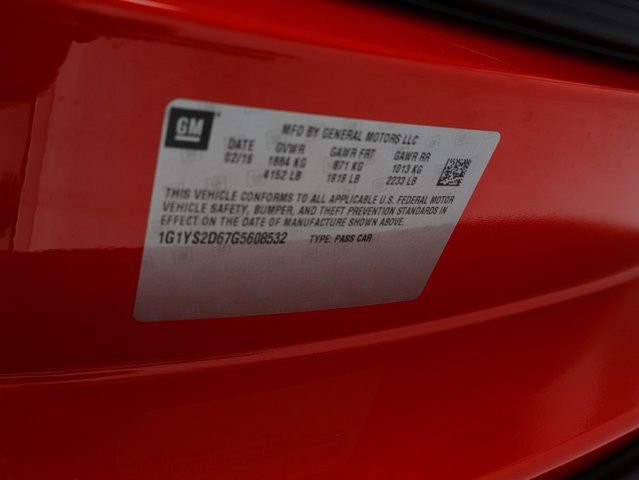 GM
MFD BY GENERAL MOTORS LLC
DATE GVWR GAWR FRT GAWR RR
02/16 1884 KG 871 KG 1013 KG
4152 LB 1919 LB 2233 LB
THIS VEHICLE CONFORMS TO ALL APPLICABLE U.S. FEDERAL MOTOR
VEHICLE SAFETY, BUMPER, AND THEFT PREVENTION STANDARDS IN
EFFECT ON THE DATE OF MANUFACTURE SHOWN ABOVE.
1G1YS2D67G5608532 TYPE: PASS CAR